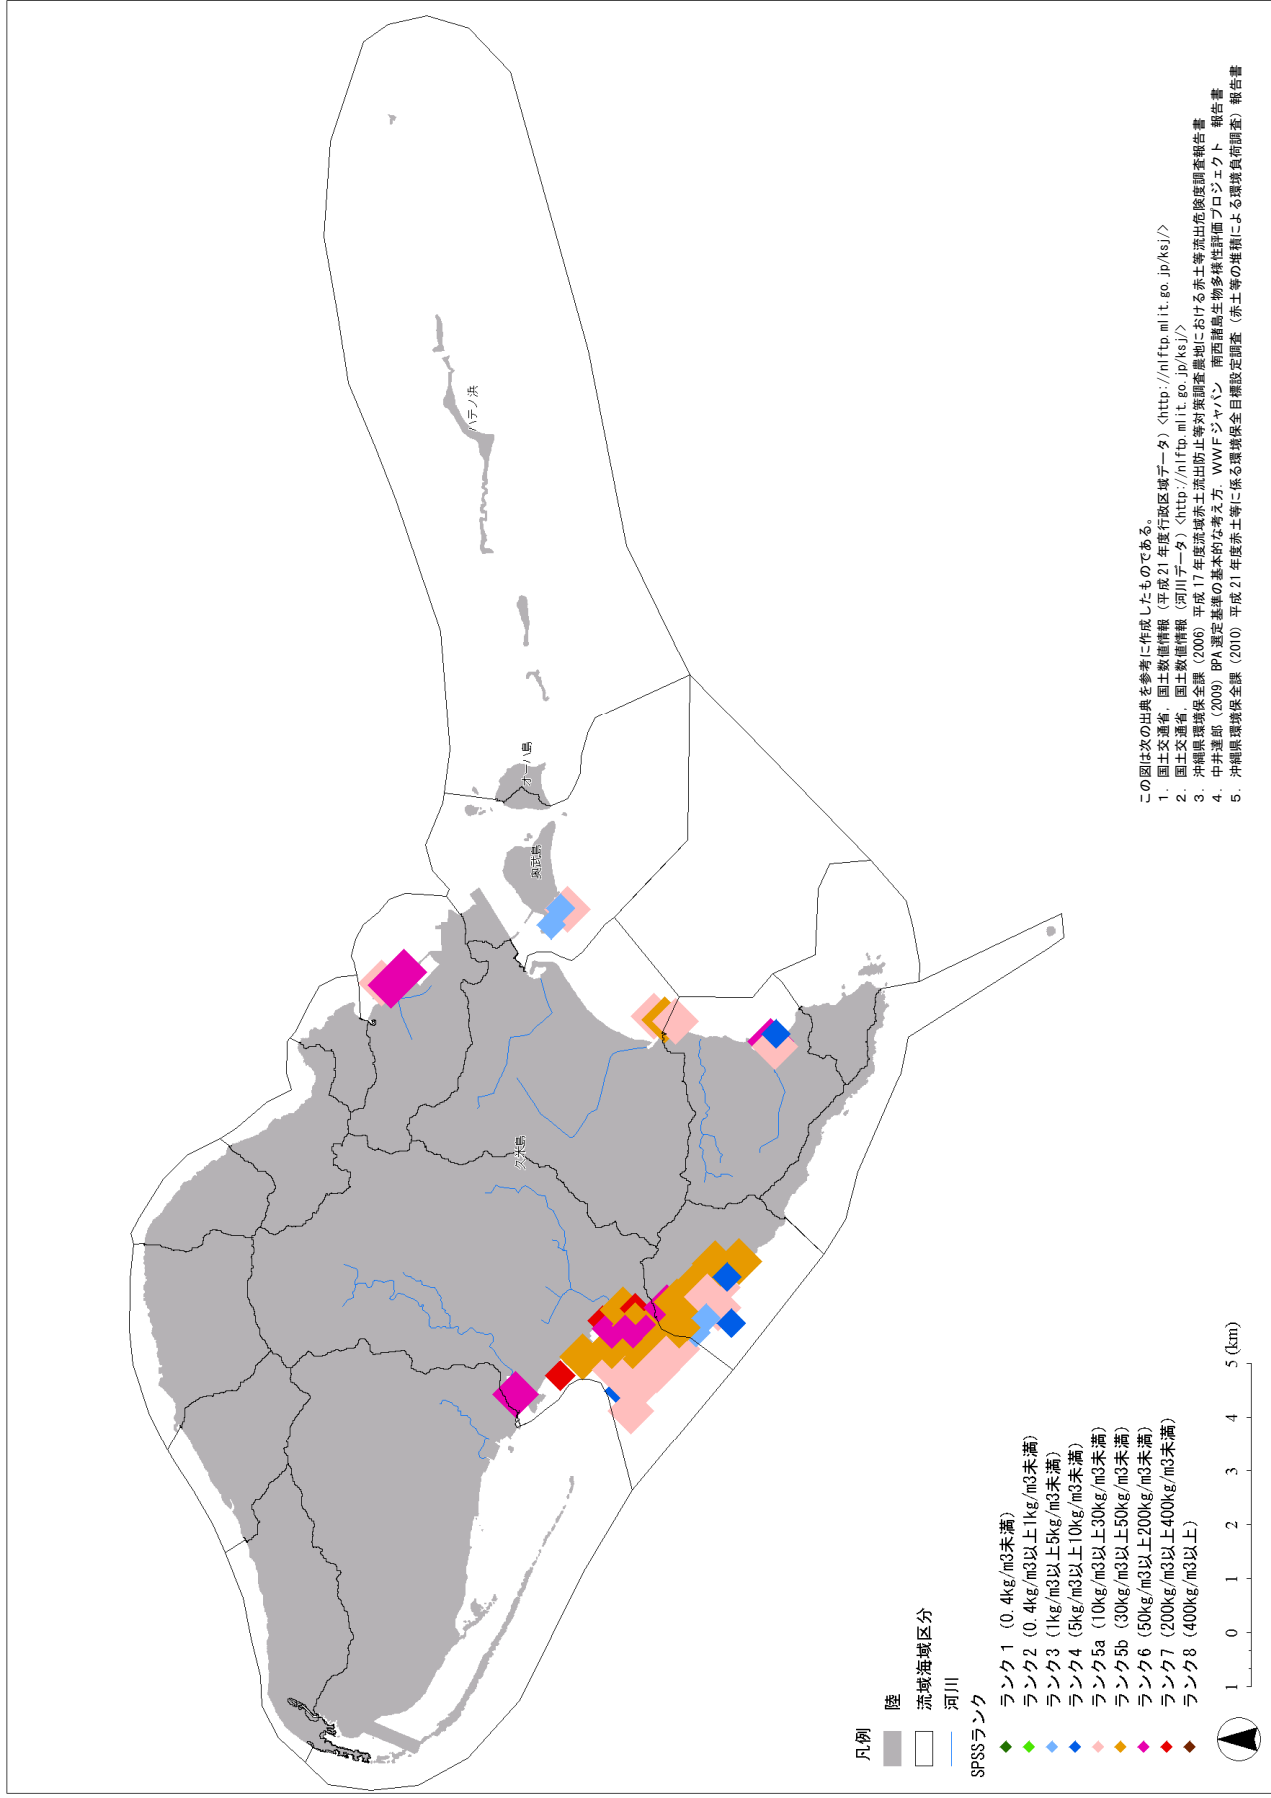 ハテノ浜
オーハ島
奥武島
久米島
この図は次の出典を参考に作成したものである。
1. 国土交通省. 国土数値情報（平成21年度行政区域データ）<http://nlftp.mlit.go.jp/ksj/>
2. 国土交通省. 国土数値情報（河川データ）<http://nlftp.mlit.go.jp/ksj/>
3. 沖縄県環境保全課（2006）平成17年度流域赤土流出防止等対策調査農地における赤土等流出危険度調査報告書
4. 中井達郎（2009）BPA選定基準の基本的な考え方. WWFジャパン 南西諸島生物多様性評価プロジェクト 報告書
5. 沖縄県環境保全課（2010）平成21年度赤土等に係る環境保全目標設定調査（赤土等の堆積による環境負荷調査）報告書
凡例
陸
流域海域区分
河川
SPSSランク
ランク1（0.4kg/m3未満）
ランク2（0.4kg/m3以上1kg/m3未満）
ランク3（1kg/m3以上5kg/m3未満）
ランク4（5kg/m3以上10kg/m3未満）
ランク5a（10kg/m3以上30kg/m3未満）
ランク5b（30kg/m3以上50kg/m3未満）
ランク6（50kg/m3以上200kg/m3未満）
ランク7（200kg/m3以上400kg/m3未満）
ランク8（400kg/m3以上）
1 0 1 2 3 4 5 (km)